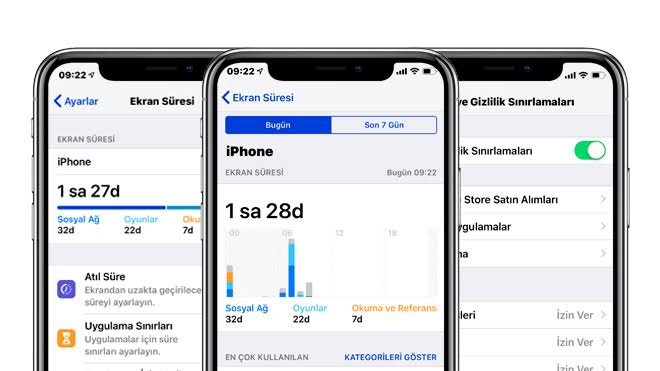 09:22
Ayarlar
Ekran Süresi
EKRAN SÜRESİ
iPhone
1 sa 27d
Sosyal Ağ
Oyunlar
Oku
32d
22d
7d
Atıl Süre
Ekrandan uzakta geçirilece
süreyi ayarlayın.
Uygulama Sınırları
Uygulamalar için süre
sınırları ayarlayın.
09:22
Ekran Süresi
Bugün
Son 7 Gün
iPhone
EKRAN SÜRESİ
Bugün 09:22
1 sa 28d
00
06
12
18
Sosyal Ağ
Oyunlar
Okuma ve Referans
32d
22d
7d
EN ÇOK KULLANILAN
KATEGORİLERİ GÖSTER
ve Gizlilik Sınırlamaları
lik Sınırlamaları
Store Satın Alımları
ygulamalar
ma
leri
İzin Ver
İzin Ver
İzin Ver